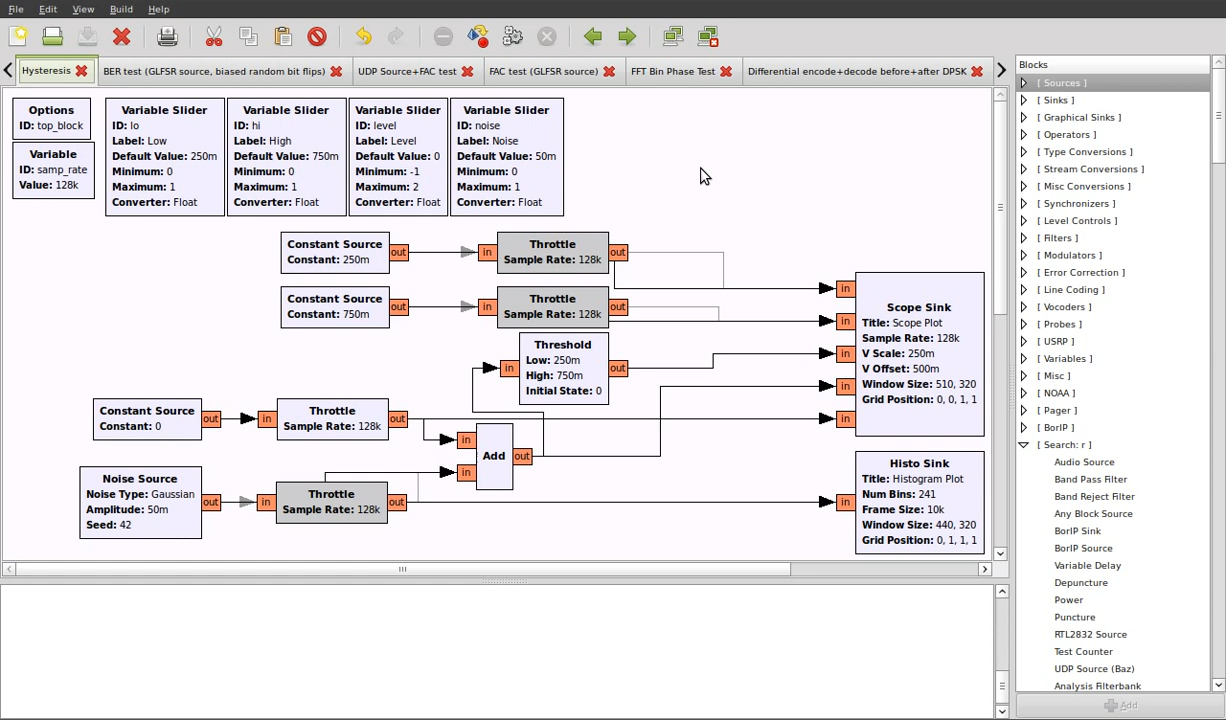 File Edit View Build Help
Hysteresis
BER test (GLFSR source, biased random bit flips)
UDP Source+FAC test
FAC test (GLFSR source)
FFT Bin Phase Test
Differential encode+decode before+after DPSK
Options
ID: top_block
Variable
ID: samp_rate
Value: 128k
Variable Slider
ID: lo
Label: Low
Default Value: 250m
Minimum: 0
Maximum: 1
Converter: Float
Variable Slider
ID: hi
Label: High
Default Value: 750m
Minimum: 0
Maximum: 1
Converter: Float
Variable Slider
ID: level
Label: Level
Default Value: 0
Minimum: -1
Maximum: 2
Converter: Float
Variable Slider
ID: noise
Label: Noise
Default Value: 50m
Minimum: 0
Maximum: 1
Converter: Float
Constant Source
Constant: 250m
out
in
Throttle
Sample Rate: 128k
out
Constant Source
Constant: 750m
out
in
Throttle
Sample Rate: 128k
out
in
Threshold
Low: 250m
High: 750m
Initial State: 0
out
Constant Source
Constant: 0
out
in
Throttle
Sample Rate: 128k
out
in
in
Add
out
Noise Source
Noise Type: Gaussian
Amplitude: 50m
Seed: 42
out
in
Throttle
Sample Rate: 128k
out
in
in
in
in
in
Scope Sink
Title: Scope Plot
Sample Rate: 128k
V Scale: 250m
V Offset: 500m
Window Size: 510, 320
Grid Position: 0, 0, 1, 1
in
Histo Sink
Title: Histogram Plot
Num Bins: 241
Frame Size: 10k
Window Size: 440, 320
Grid Position: 0, 1, 1, 1
Blocks
[ Sources ]
[ Sinks ]
[ Graphical Sinks ]
[ Operators ]
[ Type Conversions ]
[ Stream Conversions ]
[ Misc Conversions ]
[ Synchronizers ]
[ Level Controls ]
[ Filters ]
[ Modulators ]
[ Error Correction ]
[ Line Coding ]
[ Vocoders ]
[ Probes ]
[ USRP ]
[ Variables ]
[ Misc ]
[ NOAA ]
[ Pager ]
[ BorIP ]
[ Search: r ]
Audio Source
Band Pass Filter
Band Reject Filter
Any Block Source
BorIP Sink
BorIP Source
Variable Delay
Depuncture
Power
Puncture
RTL2832 Source
Test Counter
UDP Source (Baz)
Analysis Filterbank
Add